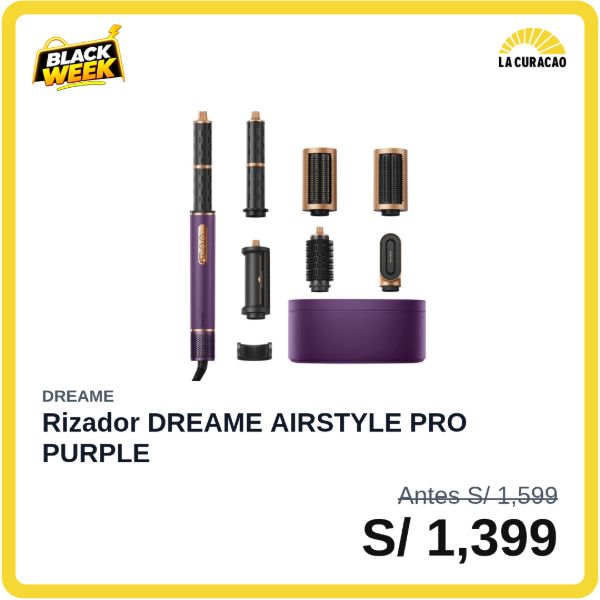 BLACK
WEEK
LA CURACAO
DREAME
Rizador DREAME AIRSTYLE PRO
PURPLE
Antes S/ 1,599
S/ 1,399